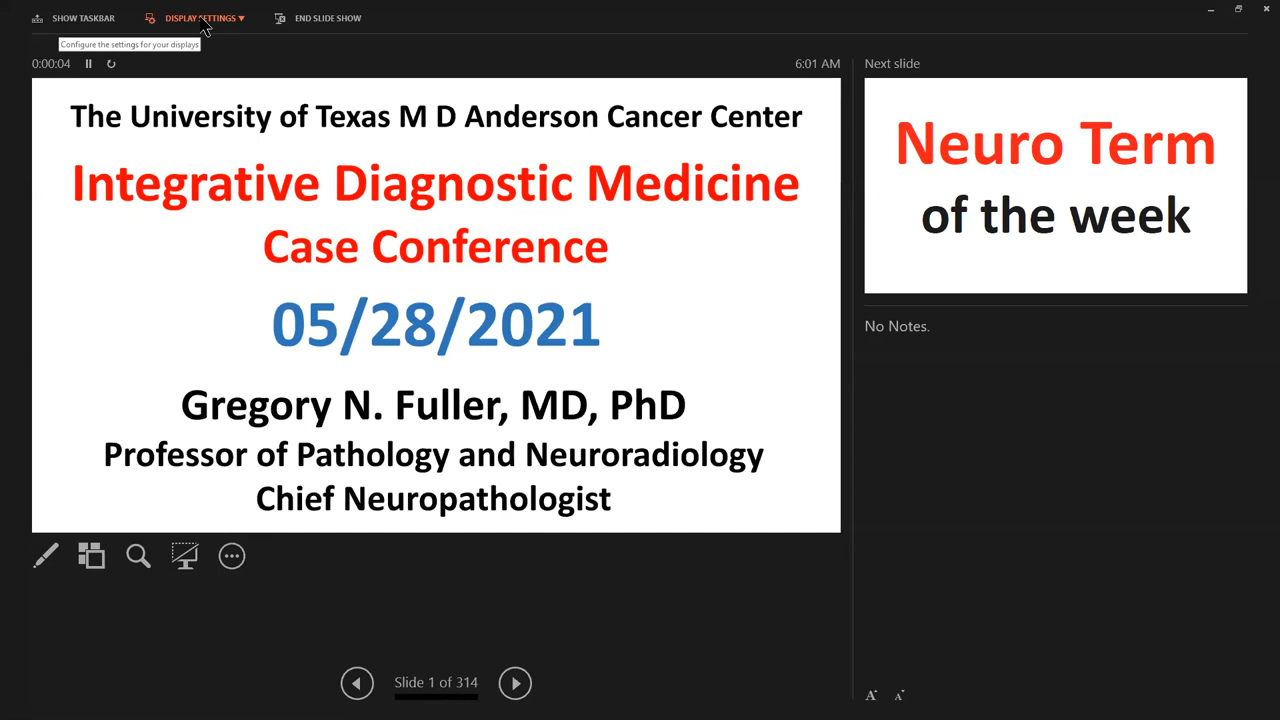 SHOW TASKBAR
DISPLAY SETTINGS ▼
END SLIDE SHOW
Configure the settings for your displays
0:00:04
6:01 AM
The University of Texas M D Anderson Cancer Center
Integrative Diagnostic Medicine
Case Conference
05/28/2021
Gregory N. Fuller, MD, PhD
Professor of Pathology and Neuroradiology
Chief Neuropathologist
Slide 1 of 314
Next slide
Neuro Term
of the week
No Notes.
A
A